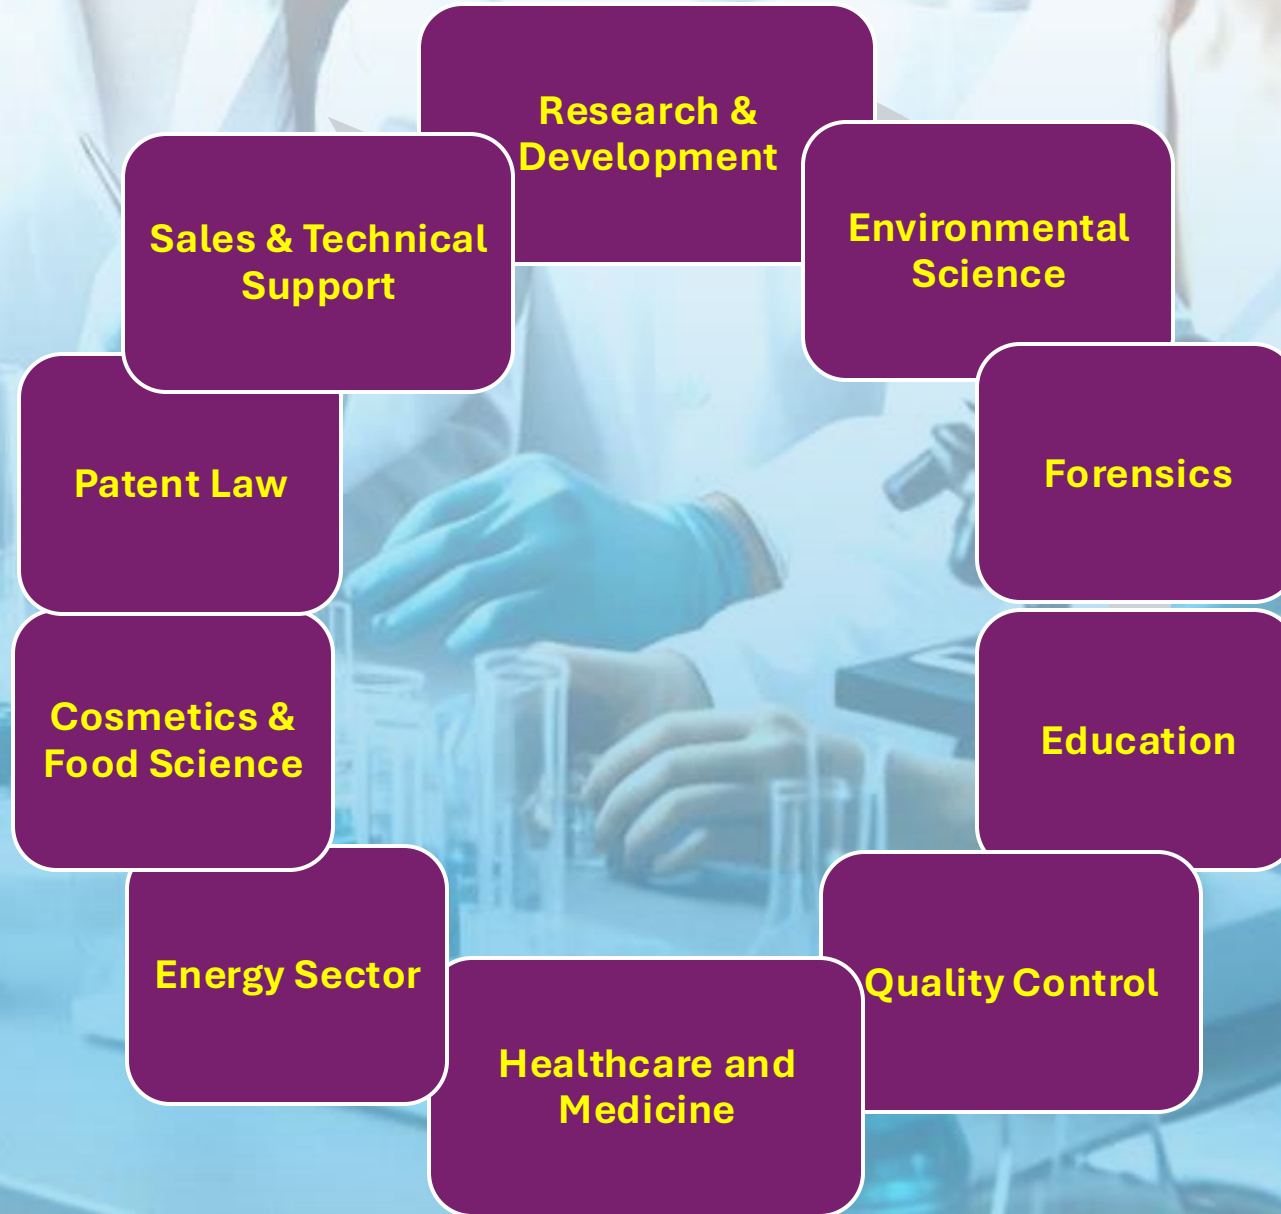 Research &
Development
Environmental
Science
Forensics
Education
Quality Control
Healthcare and
Medicine
Energy Sector
Cosmetics &
Food Science
Patent Law
Sales & Technical
Support